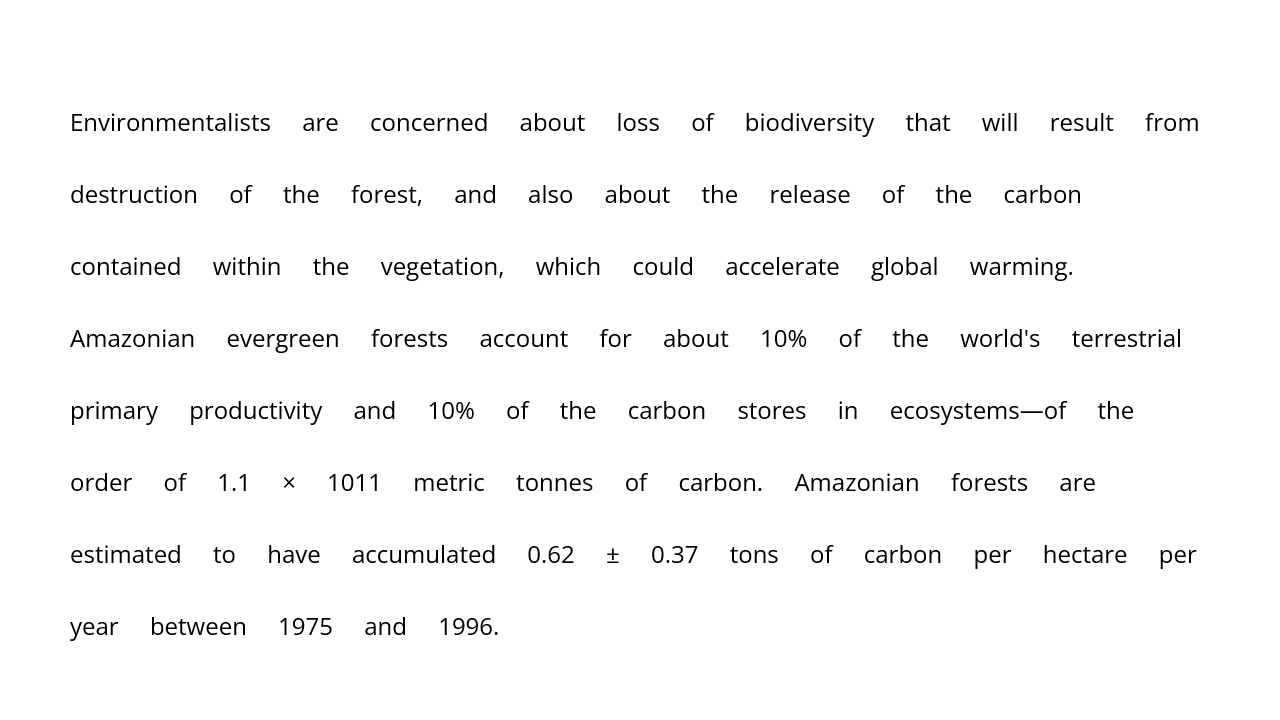 Environmentalists are concerned about loss of biodiversity that will result from
destruction of the forest, and also about the release of the carbon
contained within the vegetation, which could accelerate global warming.
Amazonian evergreen forests account for about 10% of the world's terrestrial
primary productivity and 10% of the carbon stores in ecosystems—of the
order of 1.1 × 1011 metric tonnes of carbon. Amazonian forests are
estimated to have accumulated 0.62 ± 0.37 tons of carbon per hectare per
year between 1975 and 1996.